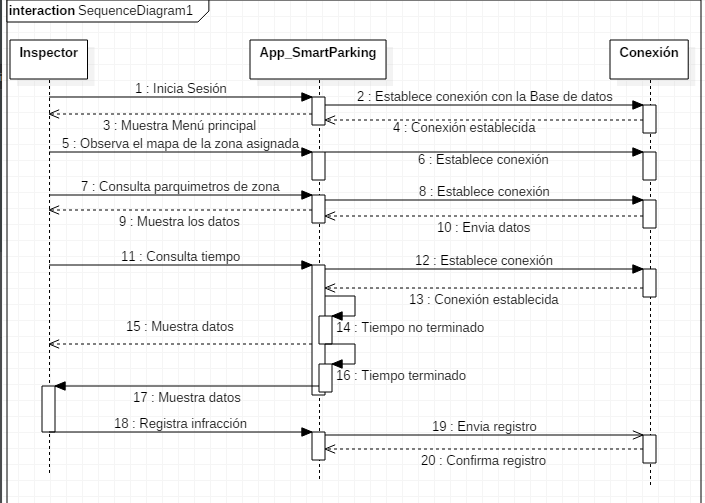 interaction SequenceDiagram1
Inspector
App_SmartParking
Conexión
1 : Inicia Sesión
2 : Establece conexión con la Base de datos
3 : Muestra Menú principal
4 : Conexión establecida
5 : Observa el mapa de la zona asignada
6 : Establece conexión
7 : Consulta parquimetros de zona
8 : Establece conexión
9 : Muestra los datos
10 : Envia datos
11 : Consulta tiempo
12 : Establece conexión
13 : Conexión establecida
14 : Tiempo no terminado
15 : Muestra datos
16 : Tiempo terminado
17 : Muestra datos
18 : Registra infracción
19 : Envia registro
20 : Confirma registro